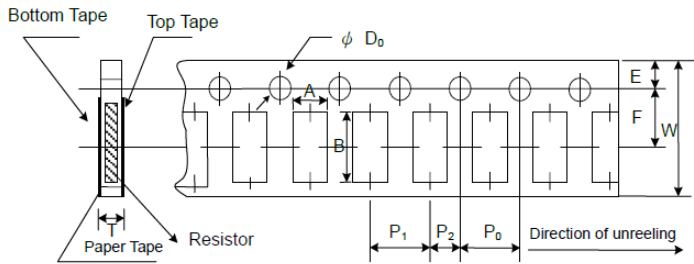 Bottom Tape
Top Tape
ϕ D₀
A
E
F
W
B
T
Paper Tape
Resistor
P₁
P₂
P₀
Direction of unreeling